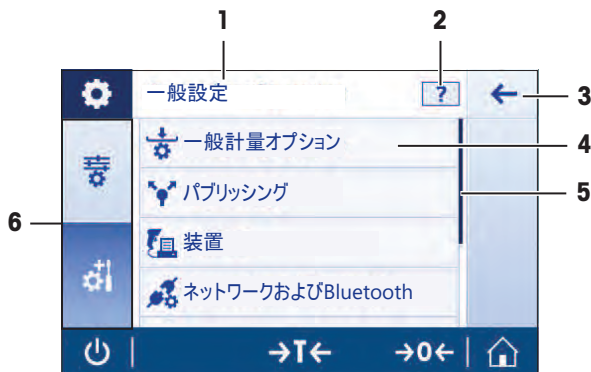 1
2
一般設定
?
3
一般計量オプション
4
パブリッシング
5
装置
6
ネットワークおよびBluetooth
→T←
→0←